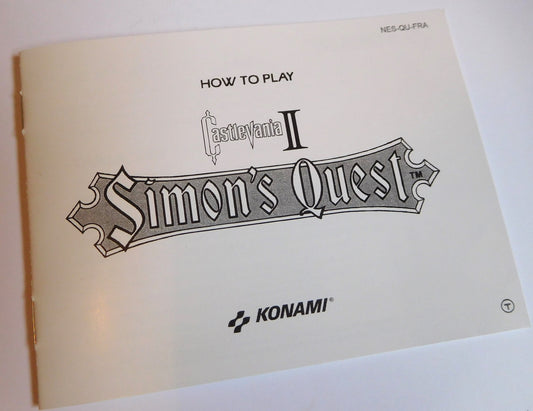 NES-QU-FRA
HOW TO PLAY
Castlevania II
Simon's Quest™
KONAMI®
T